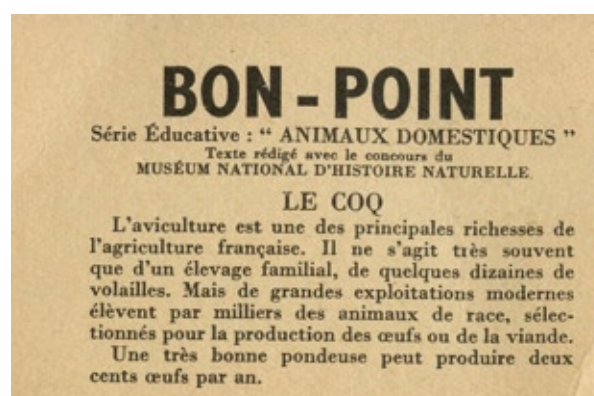 BON - POINT
Série Éducative : “ ANIMAUX DOMESTIQUES ”
Texte rédigé avec le concours du
MUSÉUM NATIONAL D'HISTOIRE NATURELLE.
LE COQ
L'aviculture est une des principales richesses de
l'agriculture française. Il ne s'agit très souvent
que d'un élevage familial, de quelques dizaines de
volailles. Mais de grandes exploitations modernes
élèvent par milliers des animaux de race, sélec-
tionnés pour la production des œufs ou de la viande.
Une très bonne pondeuse peut produire deux
cents œufs par an.